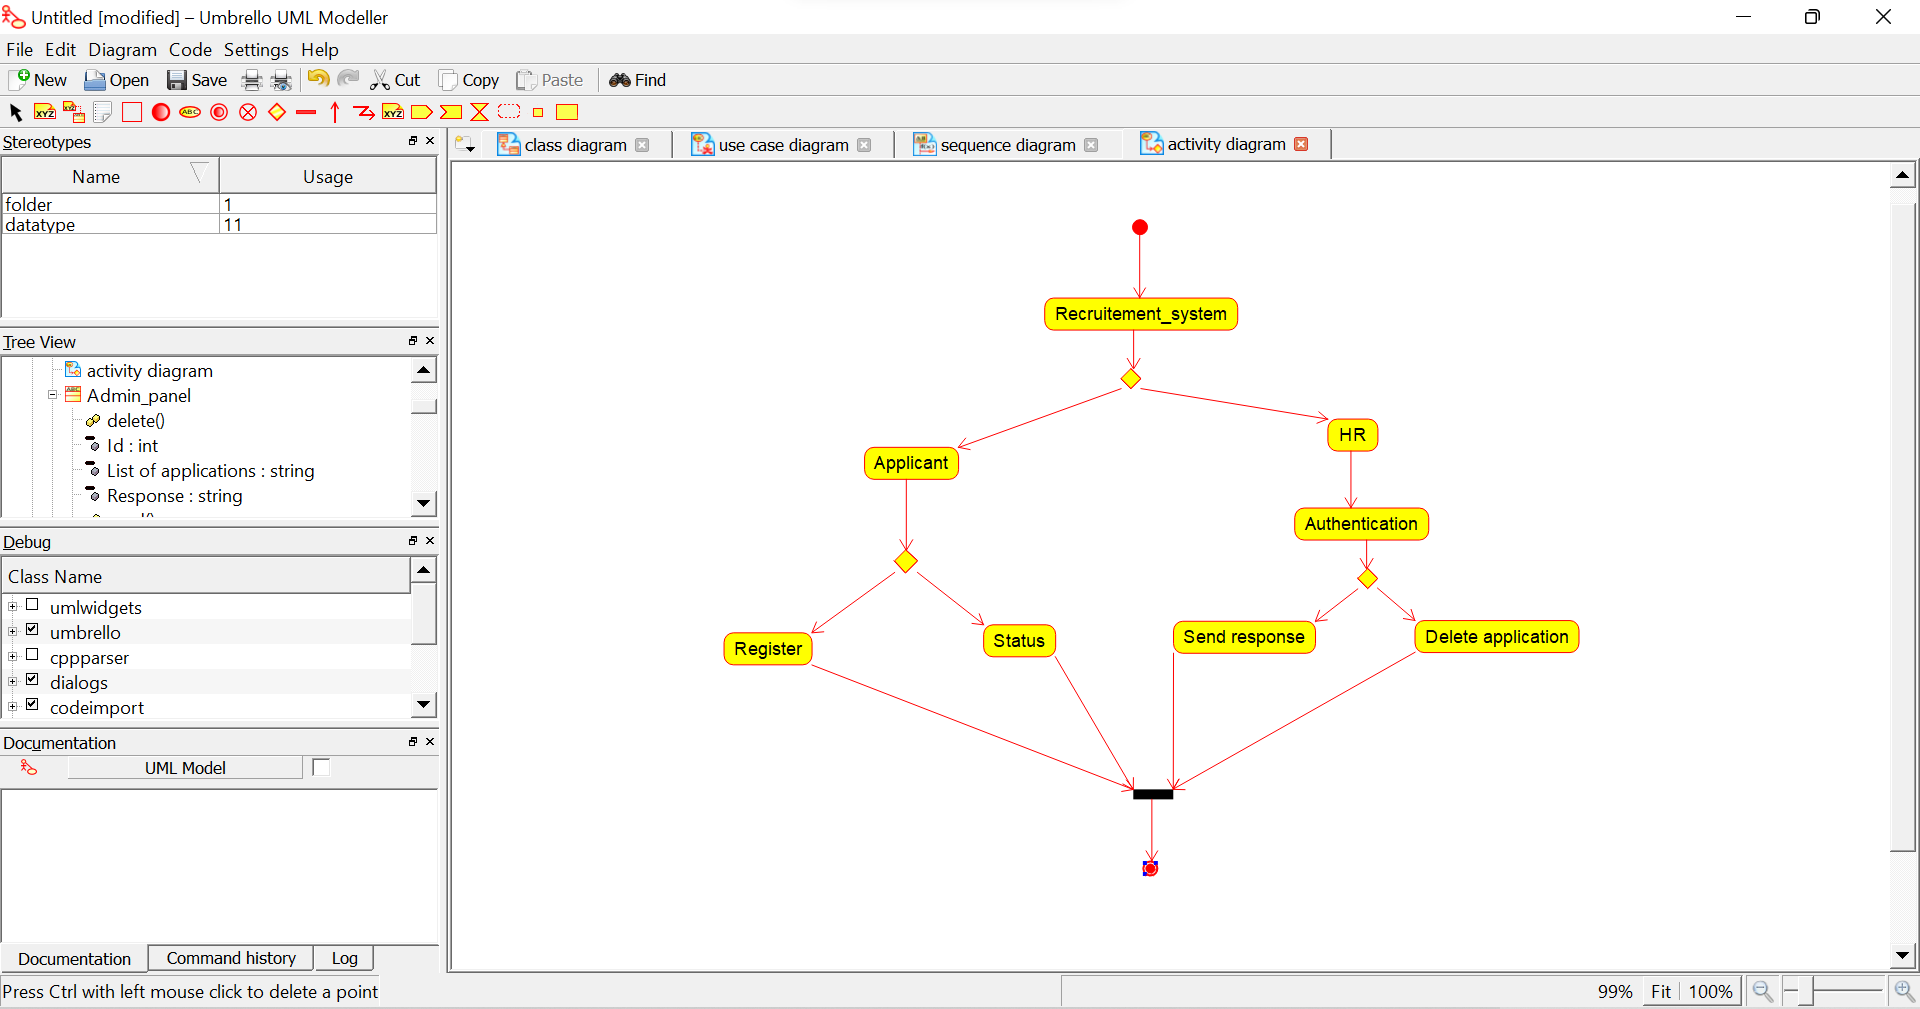 Untitled [modified] – Umbrello UML Modeller
File Edit Diagram Code Settings Help
New Open Save Cut Copy Paste Find
XYZ XYZ ABC XYZ
Stereotypes
Name Usage
folder 1
datatype 11
Tree View
activity diagram
Admin_panel
delete()
Id : int
List of applications : string
Response : string
Debug
Class Name
umlwidgets
umbrello
cppparser
dialogs
codeimport
Documentation
UML Model
Documentation Command history Log
Press Ctrl with left mouse click to delete a point
class diagram use case diagram sequence diagram activity diagram
Recruitement_system
HR
Applicant
Authentication
Register Status Send response Delete application
99% Fit 100%